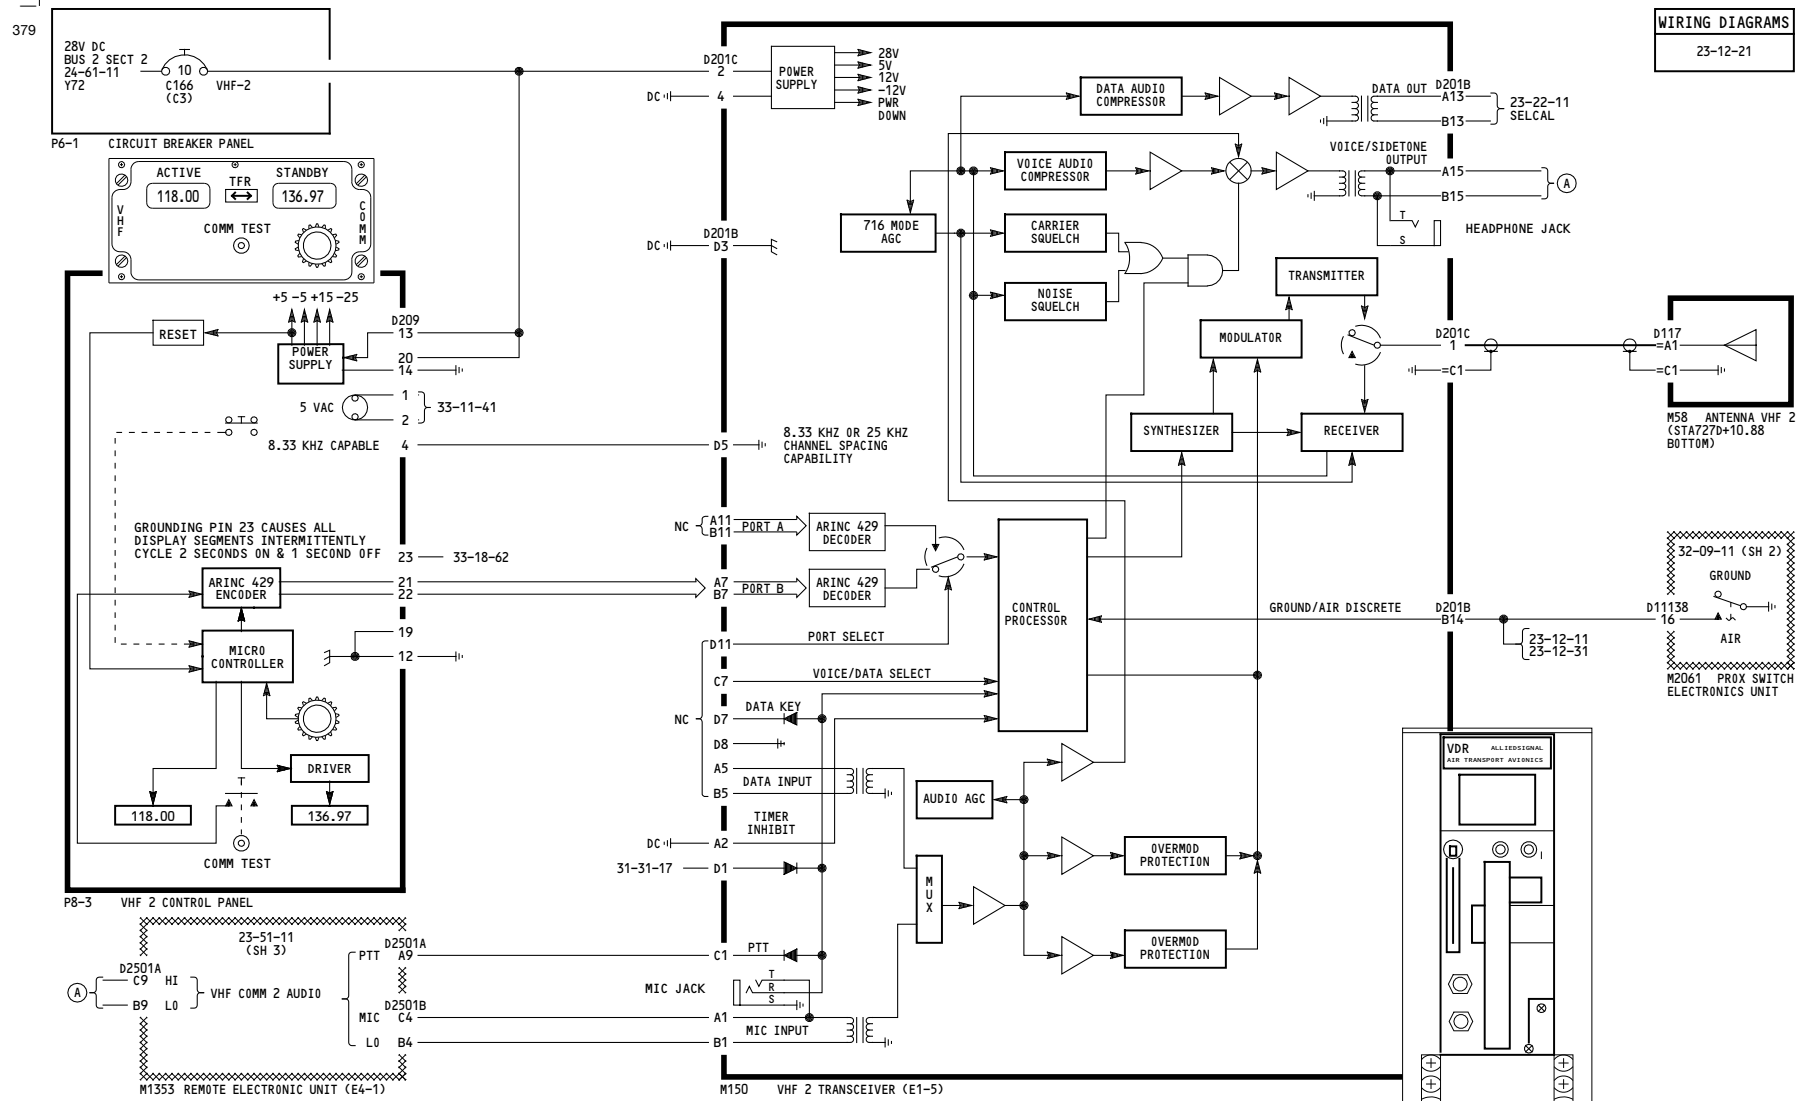 379
WIRING DIAGRAMS
23-12-21
28V DC
BUS 2 SECT 2
24-61-11
Y72
10
C166
(C3)
VHF-2
P6-1 CIRCUIT BREAKER PANEL
ACTIVE
118.00
TFR
STANDBY
136.97
VHF
COMM
COMM TEST
+5 -5 +15 -25
RESET
POWER
SUPPLY
D209
13
20
14
5 VAC
1
2
33-11-41
8.33 KHZ CAPABLE
4
GROUNDING PIN 23 CAUSES ALL
DISPLAY SEGMENTS INTERMITTENTLY
CYCLE 2 SECONDS ON & 1 SECOND OFF
23
33-18-62
ARINC 429
ENCODER
21
22
MICRO
CONTROLLER
19
12
DRIVER
118.00
136.97
COMM TEST
P8-3 VHF 2 CONTROL PANEL
23-51-11
(SH 3)
D2501A
C9 HI
B9 LO
A
VHF COMM 2 AUDIO
PTT
D2501A
A9
MIC
D2501B
C4
LO
B4
M1353 REMOTE ELECTRONIC UNIT (E4-1)
D201C
2
DC
4
POWER
SUPPLY
28V
5V
12V
-12V
PWR
DOWN
D201B
DC
D3
D5
8.33 KHZ OR 25 KHZ
CHANNEL SPACING
CAPABILITY
NC
A11
B11
PORT A
ARINC 429
DECODER
A7
B7
PORT B
ARINC 429
DECODER
D11
PORT SELECT
C7
VOICE/DATA SELECT
NC
D7
DATA KEY
D8
A5
DATA INPUT
B5
TIMER
INHIBIT
DC
A2
31-31-17
D1
C1
PTT
MIC JACK
T
R
S
A1
MIC INPUT
B1
MUX
AUDIO AGC
OVERMOD
PROTECTION
OVERMOD
PROTECTION
CONTROL
PROCESSOR
716 MODE
AGC
DATA AUDIO
COMPRESSOR
VOICE AUDIO
COMPRESSOR
CARRIER
SQUELCH
NOISE
SQUELCH
TRANSMITTER
MODULATOR
SYNTHESIZER
RECEIVER
DATA OUT
D201B
A13
B13
23-22-11
SELCAL
VOICE/SIDETONE
OUTPUT
A15
B15
A
T
S
HEADPHONE JACK
D201C
1
=C1
D117
=A1
=C1
M58 ANTENNA VHF 2
(STA727D+10.88
BOTTOM)
GROUND/AIR DISCRETE
D201B
B14
23-12-11
23-12-31
D11138
16
32-09-11 (SH 2)
GROUND
AIR
M2061 PROX SWITCH
ELECTRONICS UNIT
VDR ALLIEDSIGNAL
AIR TRANSPORT AVIONICS
M150 VHF 2 TRANSCEIVER (E1-5)